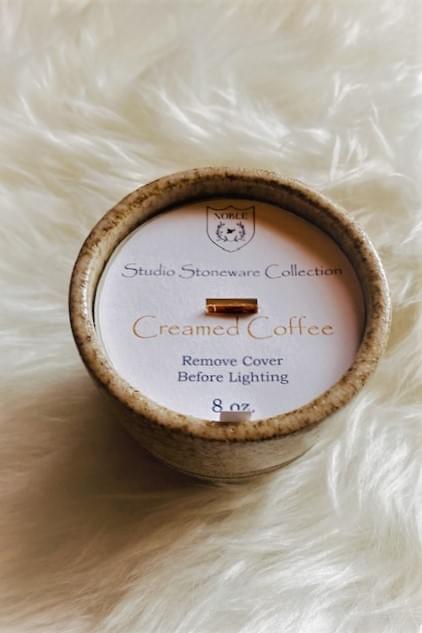 NOBLE
Studio Stoneware Collection
Creamed Coffee
Remove Cover
Before Lighting
8 oz.